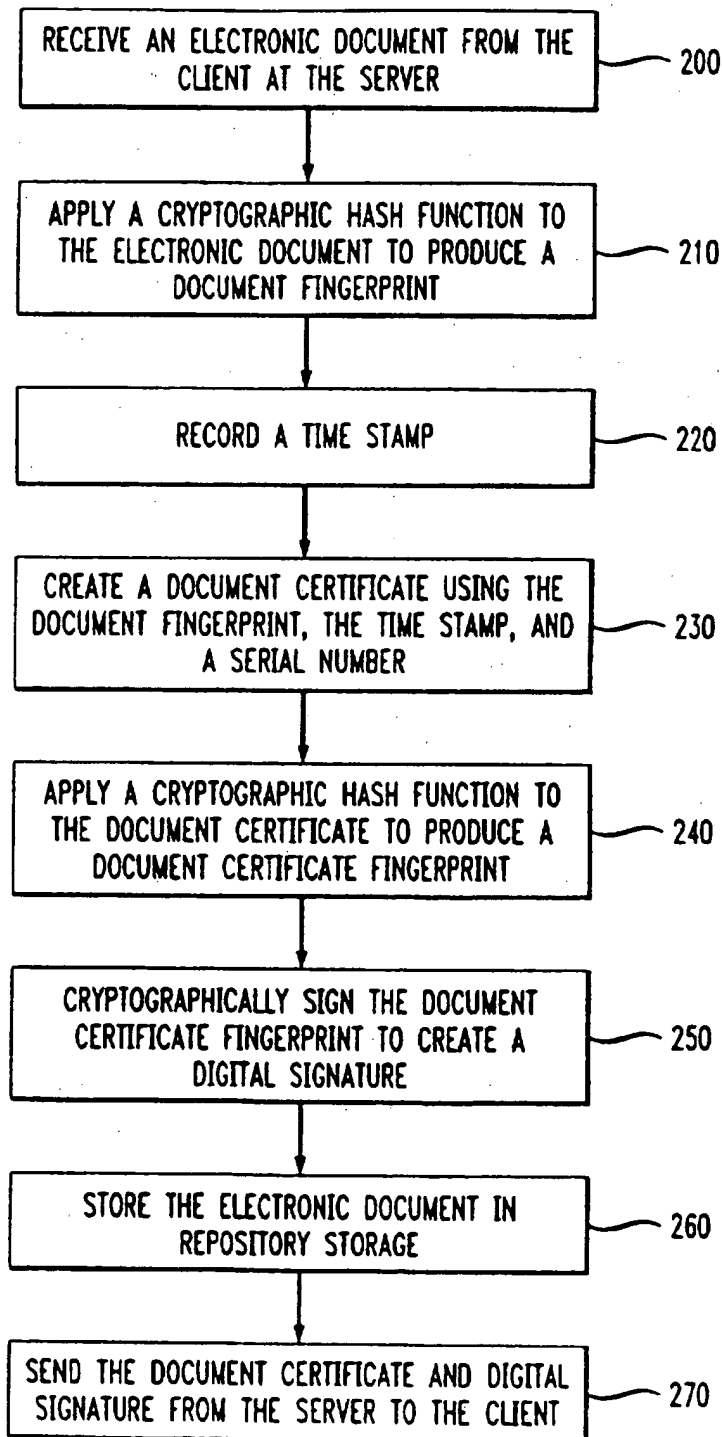 RECEIVE AN ELECTRONIC DOCUMENT FROM THE
CLIENT AT THE SERVER
200
APPLY A CRYPTOGRAPHIC HASH FUNCTION TO
THE ELECTRONIC DOCUMENT TO PRODUCE A
DOCUMENT FINGERPRINT
210
RECORD A TIME STAMP
220
CREATE A DOCUMENT CERTIFICATE USING THE
DOCUMENT FINGERPRINT, THE TIME STAMP, AND
A SERIAL NUMBER
230
APPLY A CRYPTOGRAPHIC HASH FUNCTION TO
THE DOCUMENT CERTIFICATE TO PRODUCE A
DOCUMENT CERTIFICATE FINGERPRINT
240
CRYPTOGRAPHICALLY SIGN THE DOCUMENT
CERTIFICATE FINGERPRINT TO CREATE A
DIGITAL SIGNATURE
250
STORE THE ELECTRONIC DOCUMENT IN
REPOSITORY STORAGE
260
SEND THE DOCUMENT CERTIFICATE AND DIGITAL
SIGNATURE FROM THE SERVER TO THE CLIENT
270